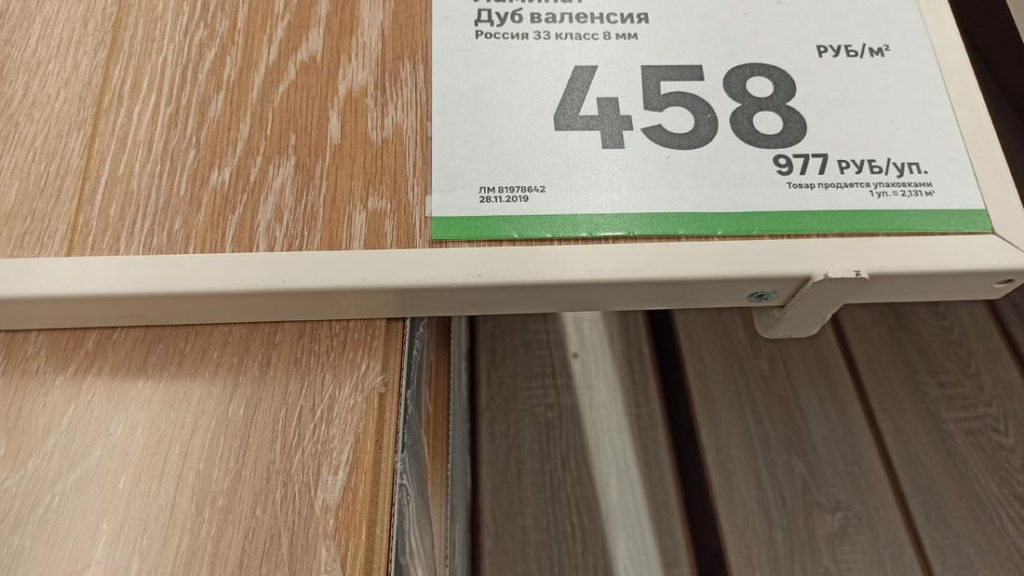 Ламинат
Дуб валенсия
Россия 33 класс 8 мм
РУБ/м²
458
977 РУБ/уп.
Товар продается упаковками
1 уп. = 2,131 м²
ЛМ 81978642
28.11.2019